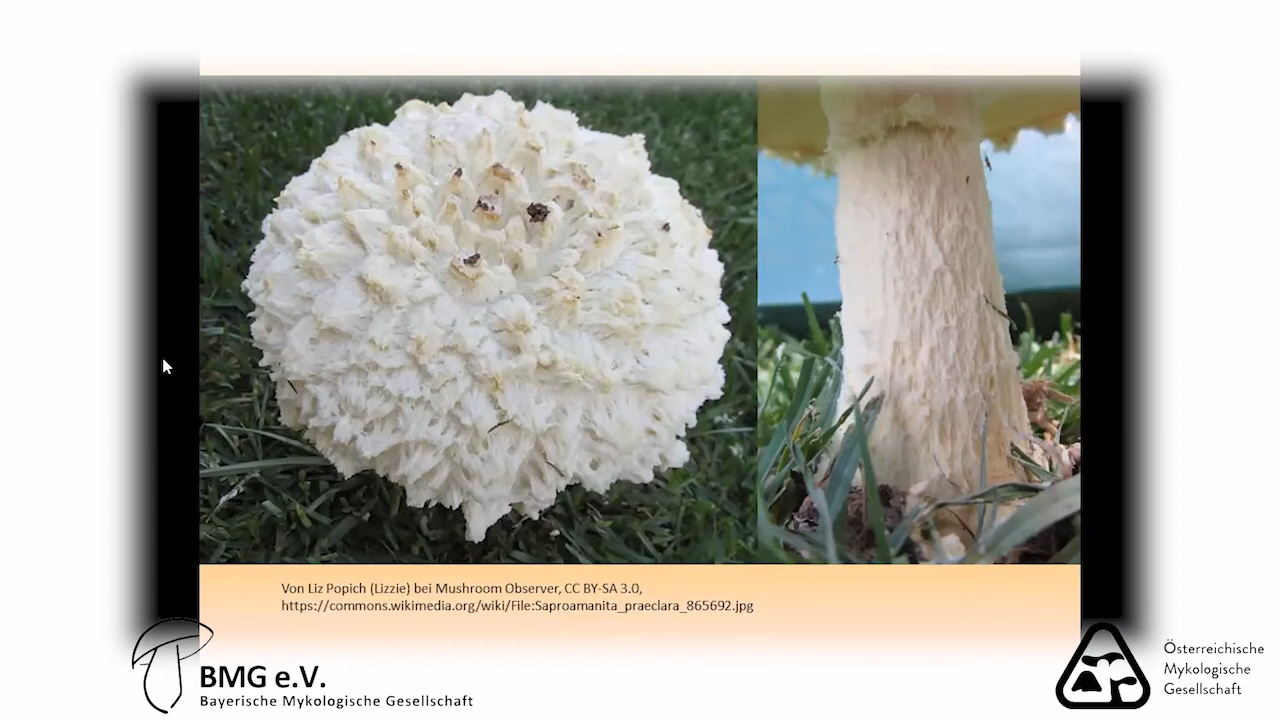 Von Liz Popich (Lizzie) bei Mushroom Observer, CC BY-SA 3.0,
https://commons.wikimedia.org/wiki/File:Saproamanita_praeclara_865692.jpg
BMG e.V.
Bayerische Mykologische Gesellschaft
Österreichische
Mykologische
Gesellschaft